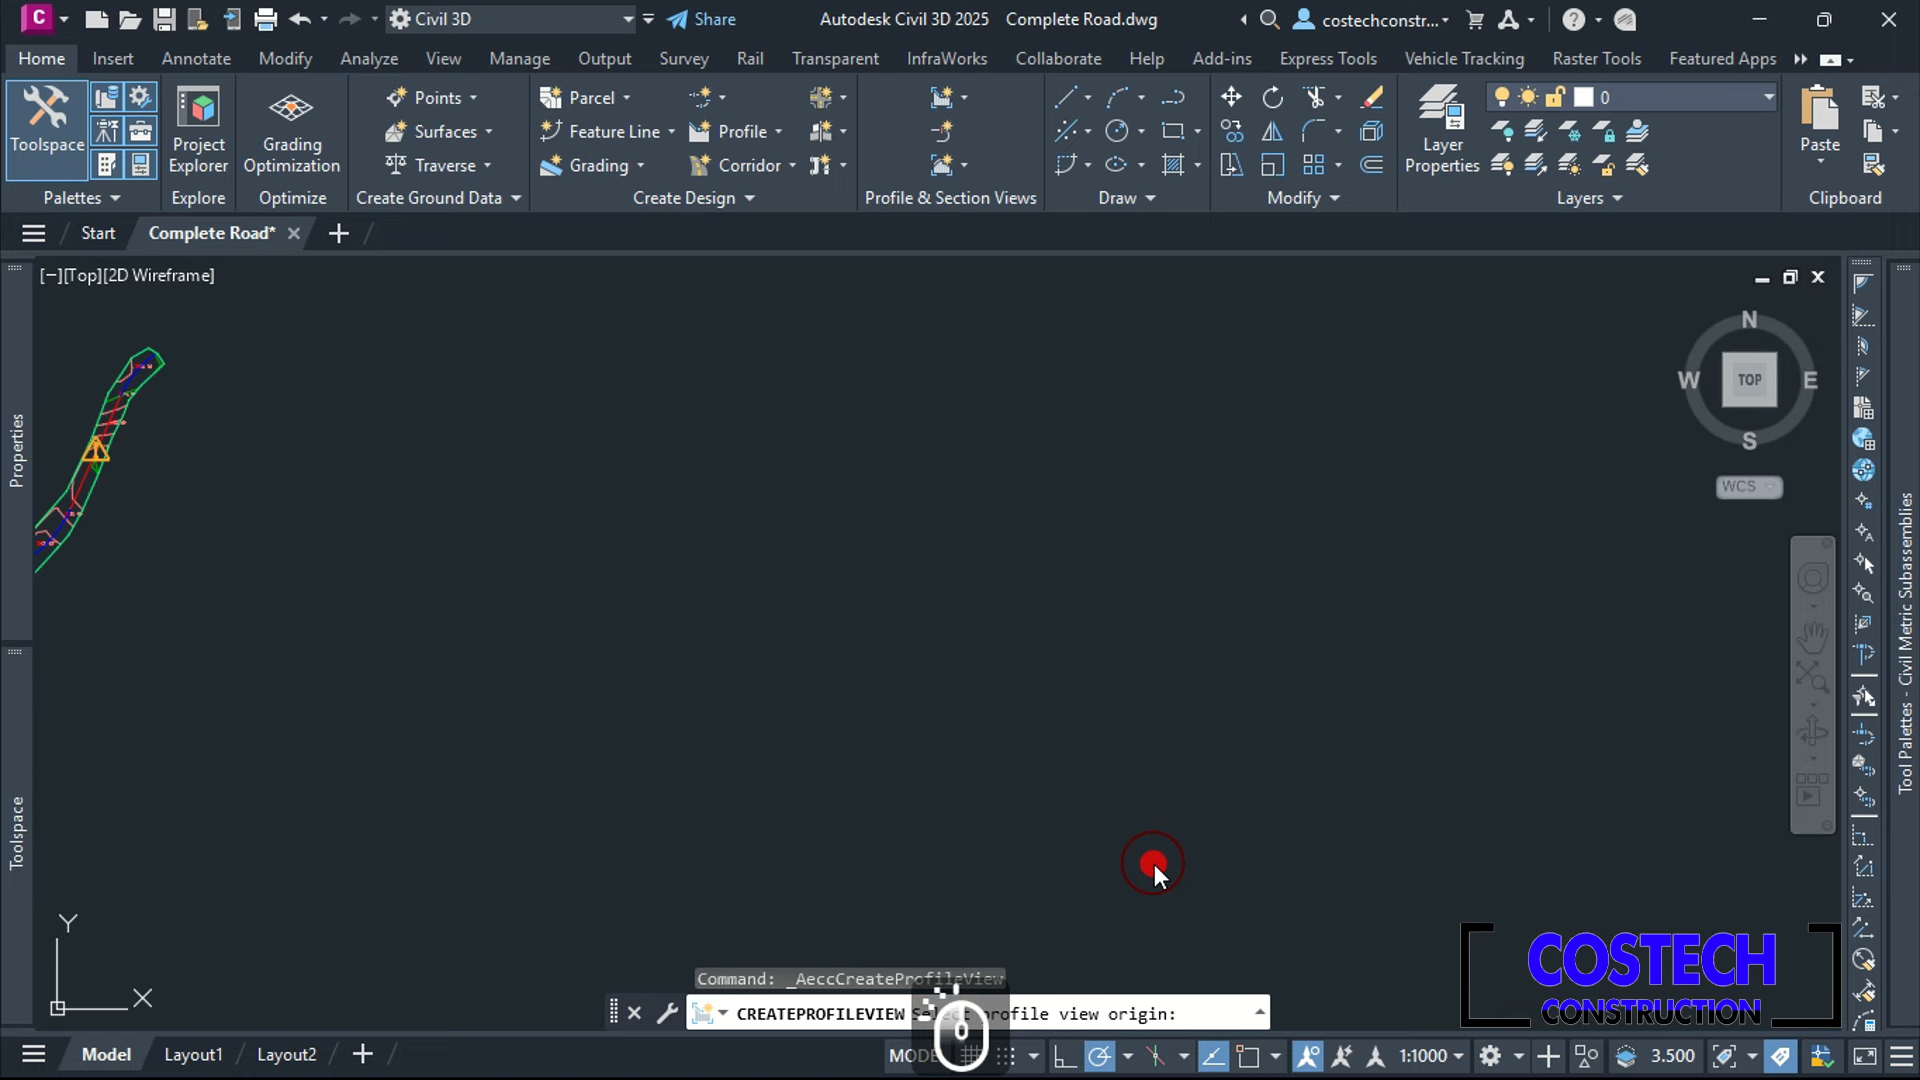 C
Civil 3D
Share
Autodesk Civil 3D 2025 Complete Road.dwg
costechconstr...
Home Insert Annotate Modify Analyze View Manage Output Survey Rail Transparent InfraWorks Collaborate Help Add-ins Express Tools Vehicle Tracking Raster Tools Featured Apps
Toolspace
Palettes
Project Explorer
Explore
Grading Optimization
Optimize
Points
Surfaces
Traverse
Create Ground Data
Parcel
Feature Line
Grading
Profile
Corridor
Create Design
Profile & Section Views
Draw
Modify
Layer Properties
0
Layers
Paste
Clipboard
Start
Complete Road*
[−][Top][2D Wireframe]
N
W TOP E
S
WCS
Properties
Toolspace
Tool Palettes - Civil Metric Subassemblies
Y
X
Command: _AeccCreateProfileView
CREATEPROFILEVIEW Select profile view origin:
COSTECH
CONSTRUCTION
Model Layout1 Layout2
MODE
1:1000
3.500